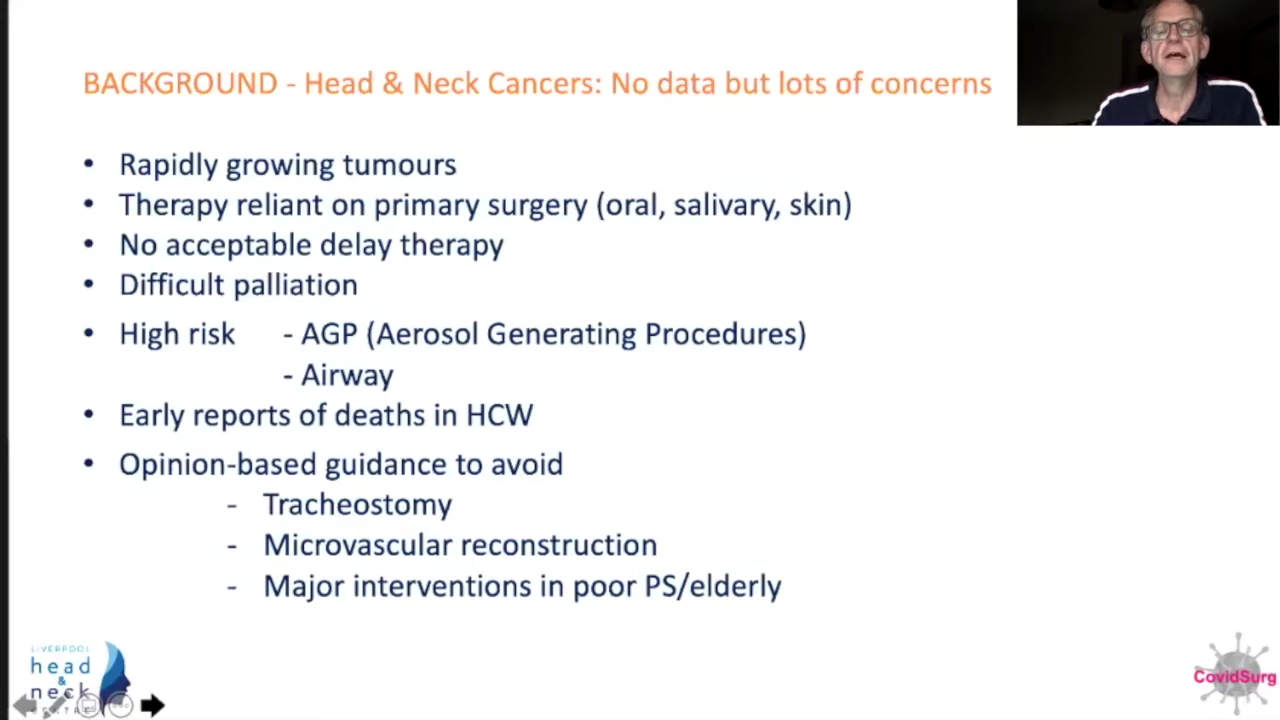 BACKGROUND - Head & Neck Cancers: No data but lots of concerns
• Rapidly growing tumours
• Therapy reliant on primary surgery (oral, salivary, skin)
• No acceptable delay therapy
• Difficult palliation
• High risk - AGP (Aerosol Generating Procedures)
- Airway
• Early reports of deaths in HCW
• Opinion-based guidance to avoid
- Tracheostomy
- Microvascular reconstruction
- Major interventions in poor PS/elderly
LIVERPOOL
head
&
neck
CENTRE
CovidSurg